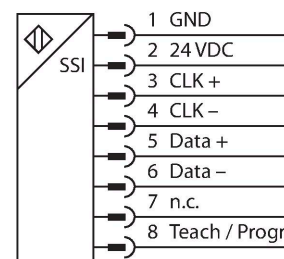 SSI
1 GND
2 24 VDC
3 CLK +
4 CLK –
5 Data +
6 Data –
7 n.c.
8 Teach / Progr